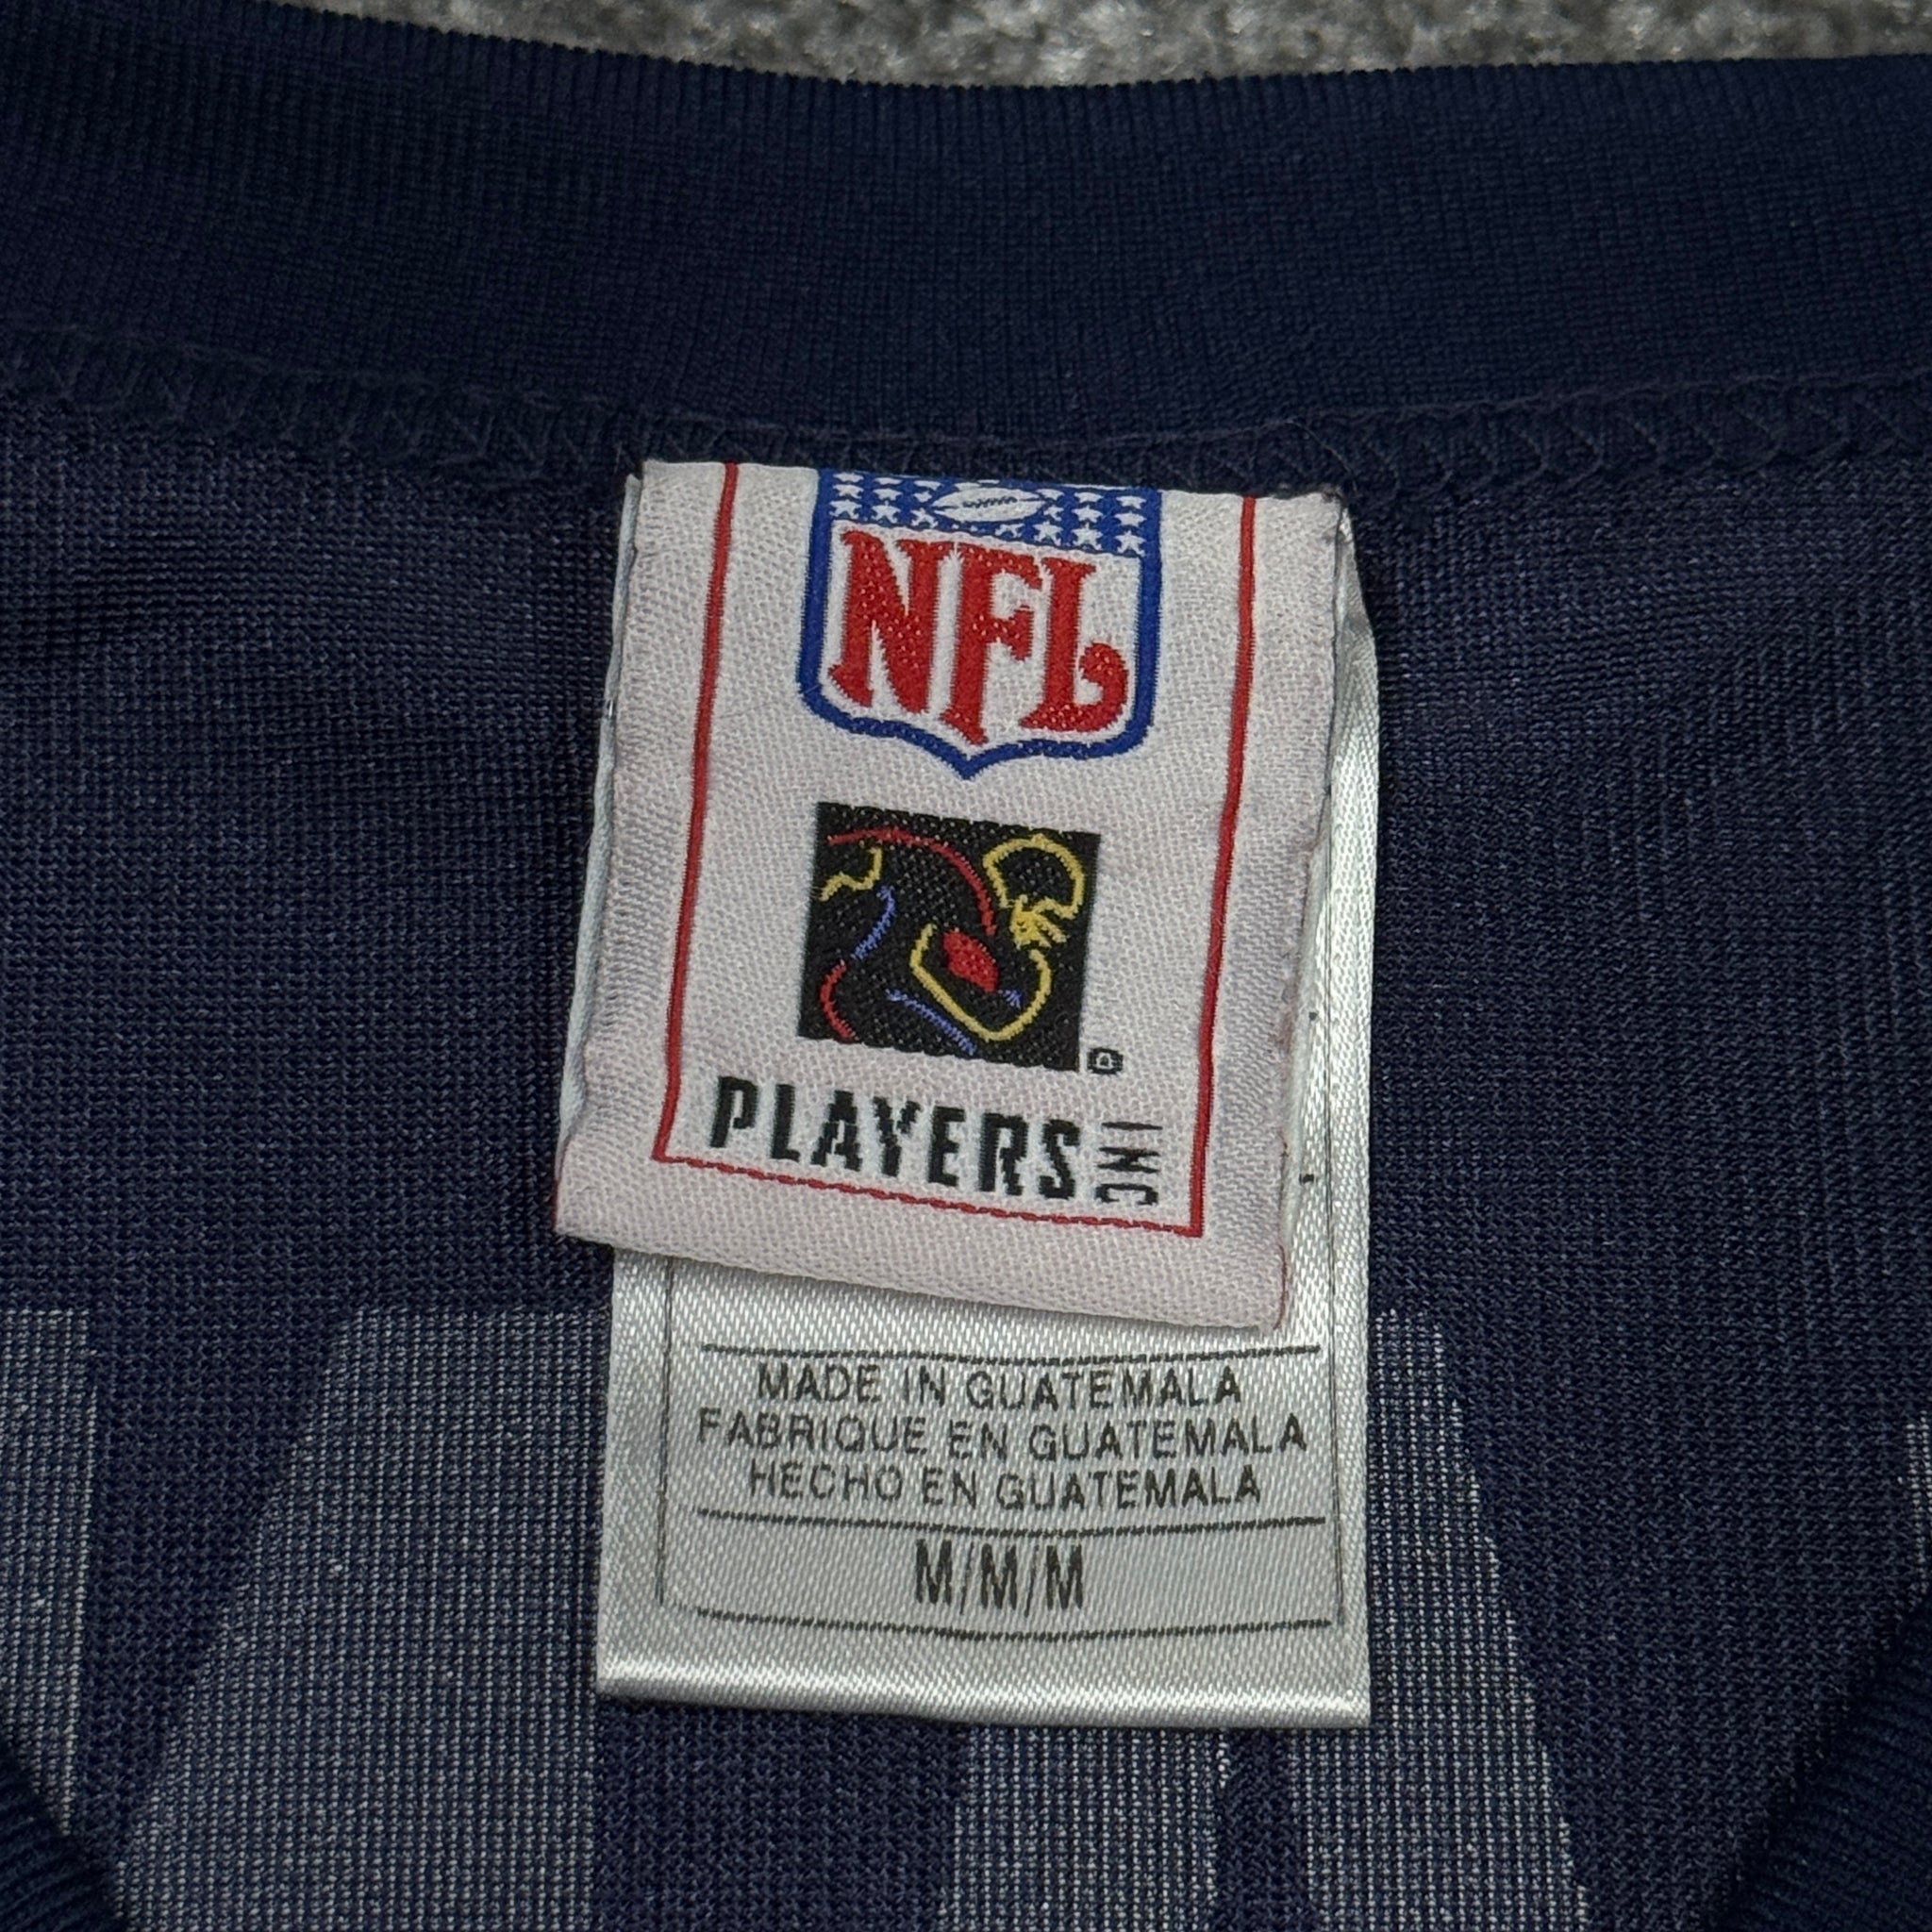 NFL
PLAYERS INC
MADE IN GUATEMALA
FABRIQUE EN GUATEMALA
HECHO EN GUATEMALA
M/M/M